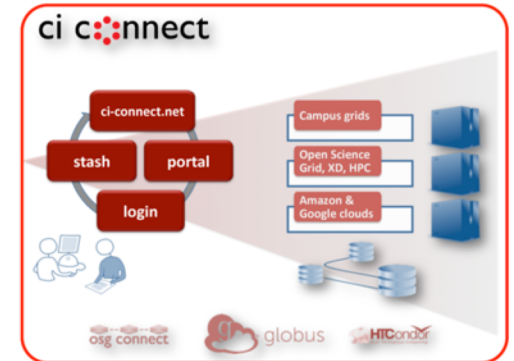 ci connect
ci-connect.net
stash
portal
login
Campus grids
Open Science
Grid, XD, HPC
Amazon &
Google clouds
osg connect
globus
HTCondor